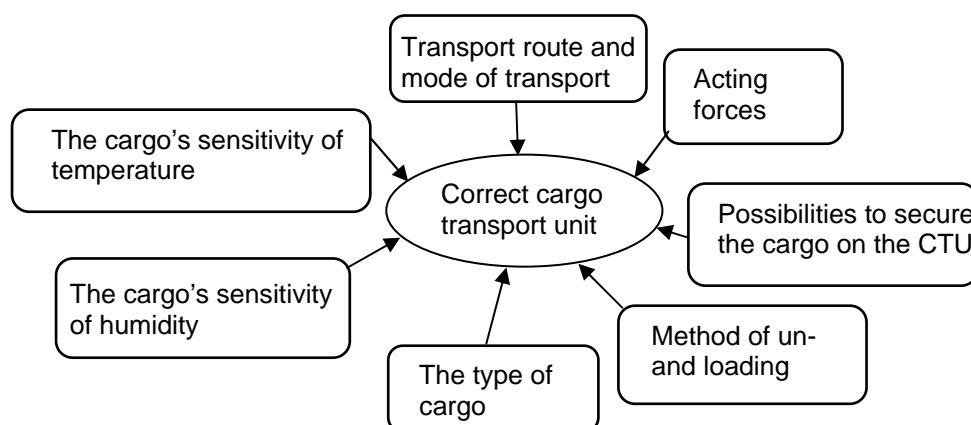 Transport route and
mode of transport
Acting
forces
The cargo's sensitivity of
temperature
Correct cargo
transport unit
Possibilities to secure
the cargo on the CTU
The cargo's sensitivity
of humidity
Method of un-
and loading
The type of
cargo